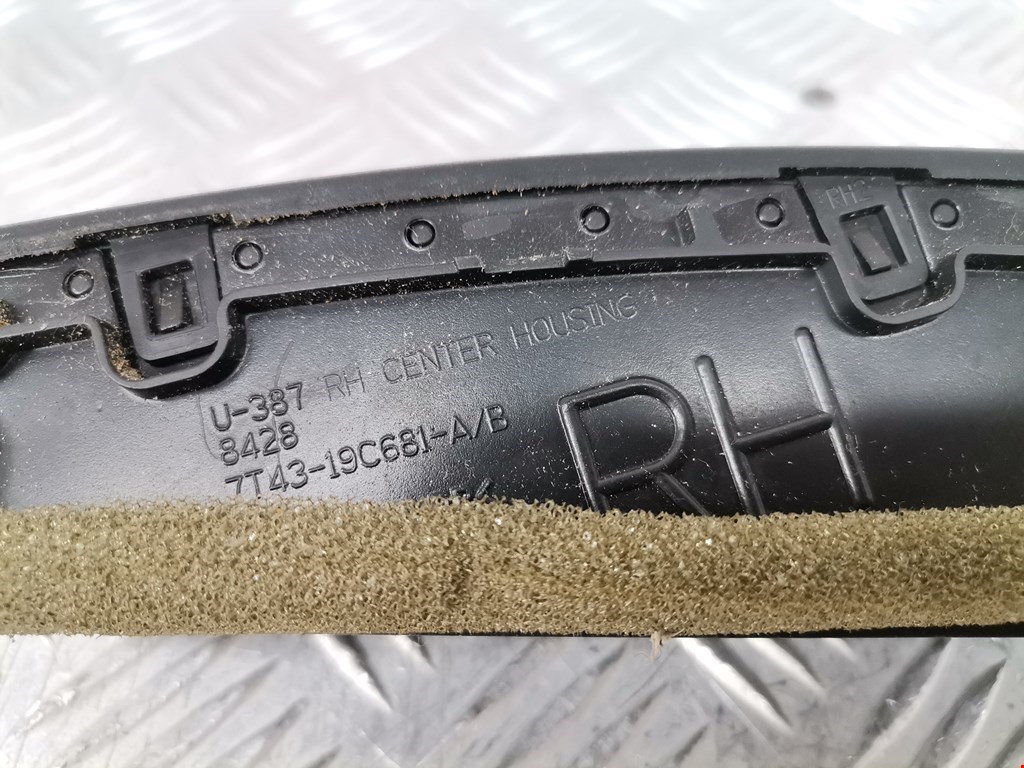 RH
U-387 RH CENTER HOUSING
8428
7T43-19C681-A/B
RH